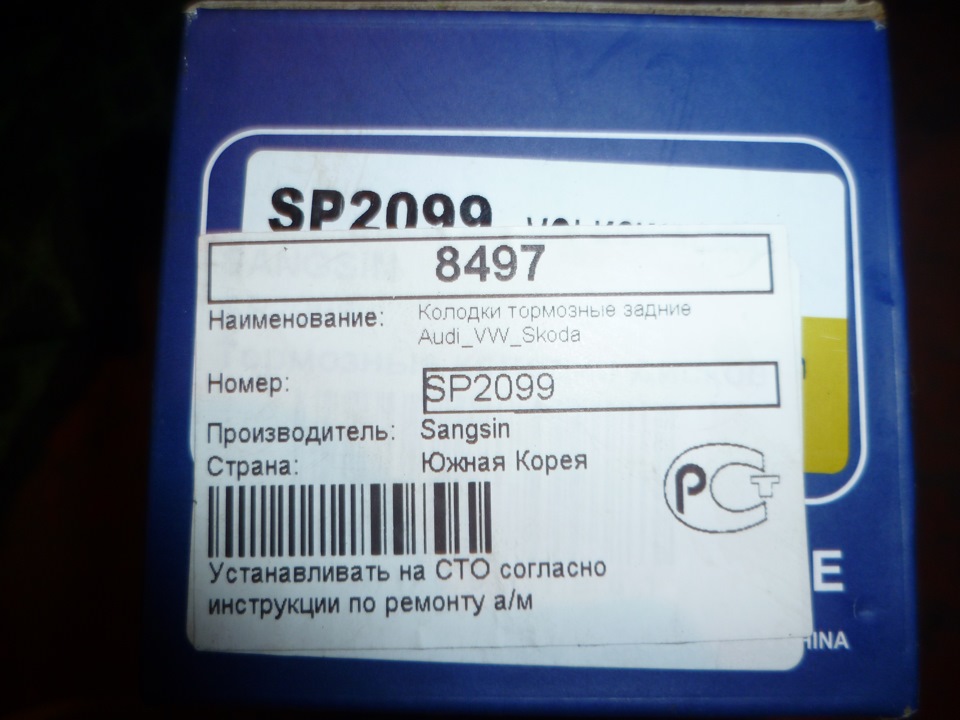 SP2099
8497
Наименование: Колодки тормозные задние
Audi_VW_Skoda
Номер: SP2099
Производитель: Sangsin
Страна: Южная Корея
РСТ
Устанавливать на СТО согласно
инструкции по ремонту а/м